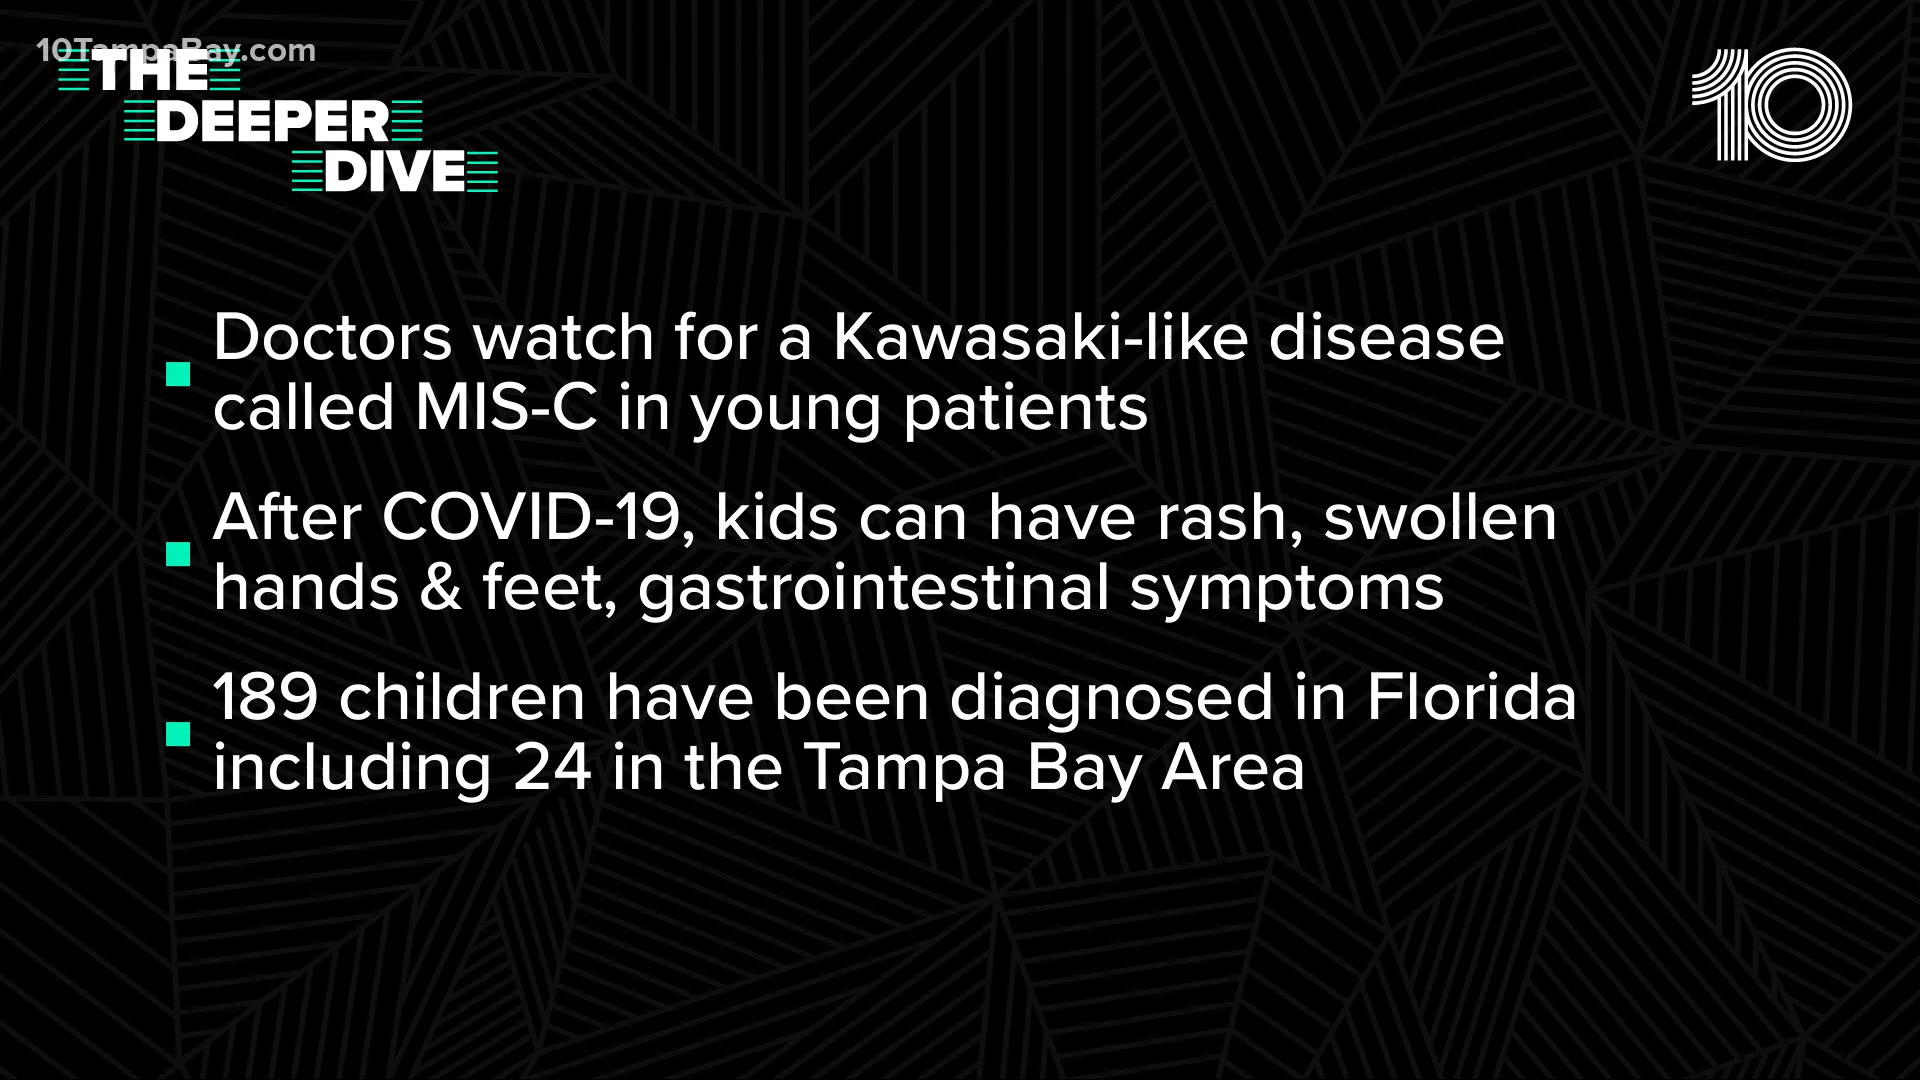 10TampaBay.com
THE
DEEPER
DIVE
10
Doctors watch for a Kawasaki-like disease
called MIS-C in young patients
After COVID-19, kids can have rash, swollen
hands & feet, gastrointestinal symptoms
189 children have been diagnosed in Florida
including 24 in the Tampa Bay Area